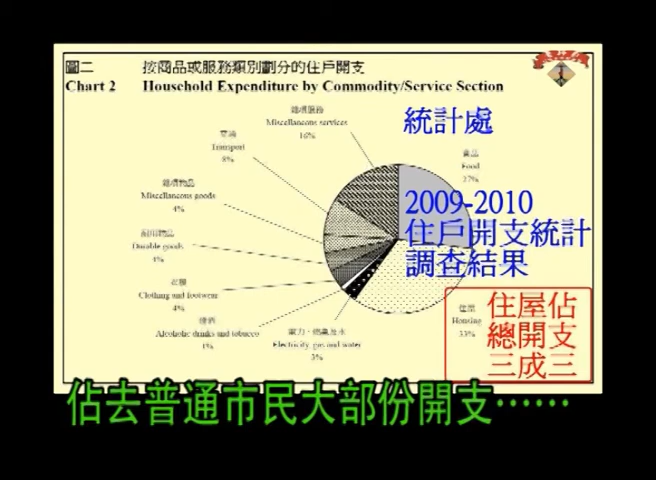 圖二 按商品或服務類別劃分的住戶開支
Chart 2 Household Expenditure by Commodity/Service Section
雜項服務
Miscellaneous services
16%
統計處
交通
Transport
8%
食品
Food
27%
雜項物品
Miscellaneous goods
4%
2009-2010
住戶開支統計
調查結果
耐用物品
Durable goods
4%
衣履
Clothing and footwear
4%
住屋
Housing
33%
住屋佔
總開支
三成三
煙酒
Alcoholic drinks and tobacco
1%
電力、燃氣及水
Electricity, gas and water
3%
佔去普通市民大部份開支……